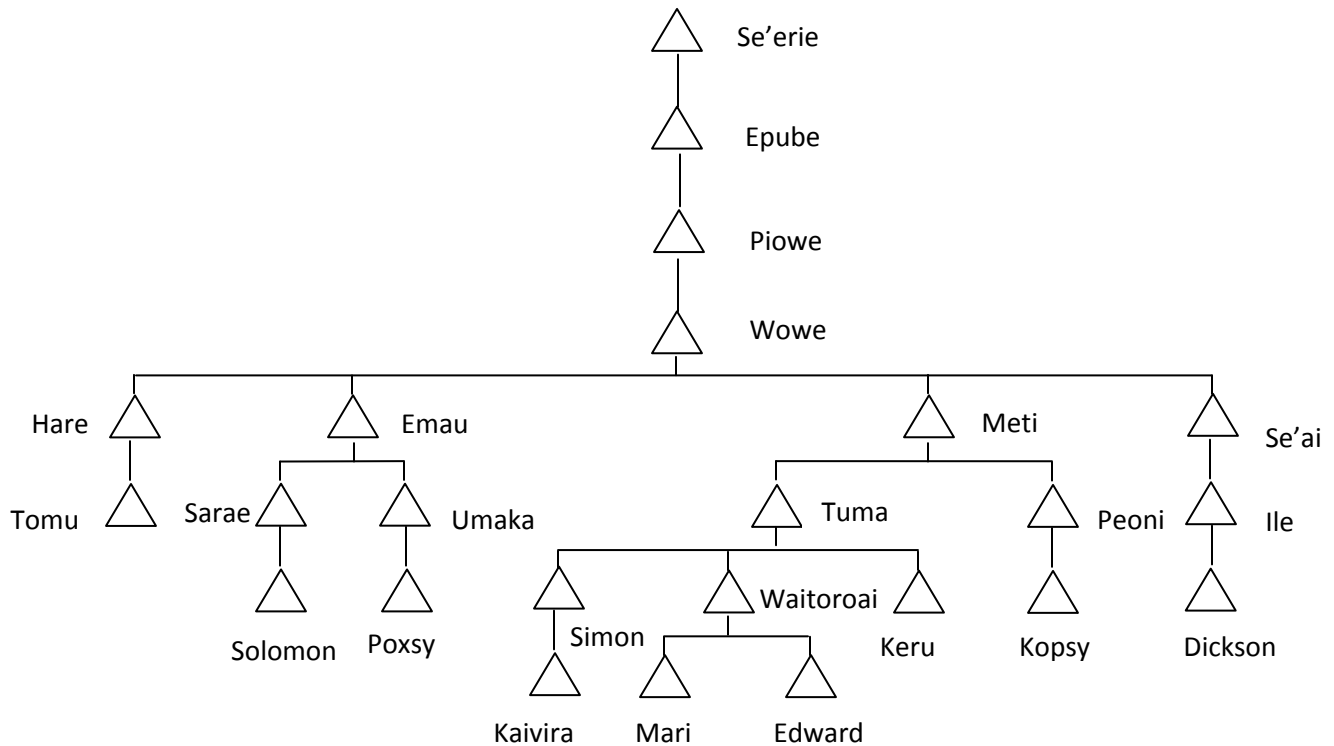 Se’erie
Epube
Piowe
Wowe
Hare
Emau
Meti
Se’ai
Tomu
Sarae
Umaka
Tuma
Peoni
Ile
Solomon
Poxsy
Simon
Waitoroai
Keru
Kopsy
Dickson
Kaivira
Mari
Edward